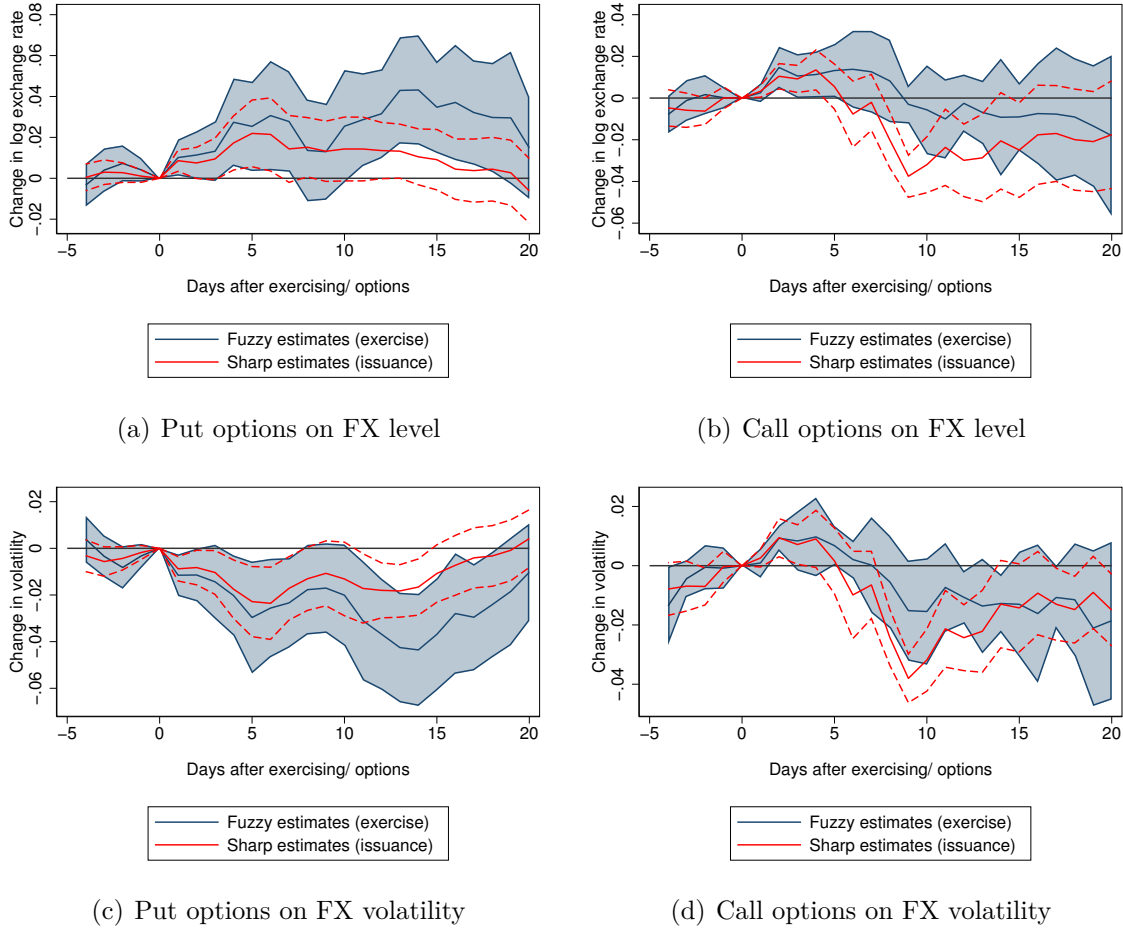 Change in log exchange rate
.08
.06
.04
.02
0
-.02
-5
0
5
10
15
20
Days after exercising/ options
Fuzzy estimates (exercise)
Sharp estimates (issuance)
(a) Put options on FX level
Change in log exchange rate
.04
.02
0
-.02
-.04
-.06
-5
0
5
10
15
20
Days after exercising/ options
Fuzzy estimates (exercise)
Sharp estimates (issuance)
(b) Call options on FX level
Change in volatility
.02
0
-.02
-.04
-.06
-5
0
5
10
15
20
Days after exercising/ options
Fuzzy estimates (exercise)
Sharp estimates (issuance)
(c) Put options on FX volatility
Change in volatility
.02
0
-.02
-.04
-5
0
5
10
15
20
Days after exercising/ options
Fuzzy estimates (exercise)
Sharp estimates (issuance)
(d) Call options on FX volatility